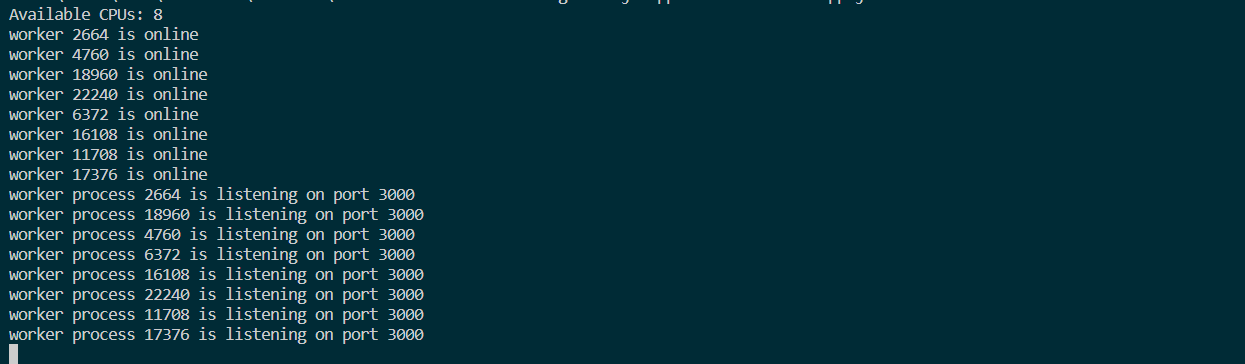 Available CPUs: 8
worker 2664 is online
worker 4760 is online
worker 18960 is online
worker 22240 is online
worker 6372 is online
worker 16108 is online
worker 11708 is online
worker 17376 is online
worker process 2664 is listening on port 3000
worker process 18960 is listening on port 3000
worker process 4760 is listening on port 3000
worker process 6372 is listening on port 3000
worker process 16108 is listening on port 3000
worker process 22240 is listening on port 3000
worker process 11708 is listening on port 3000
worker process 17376 is listening on port 3000